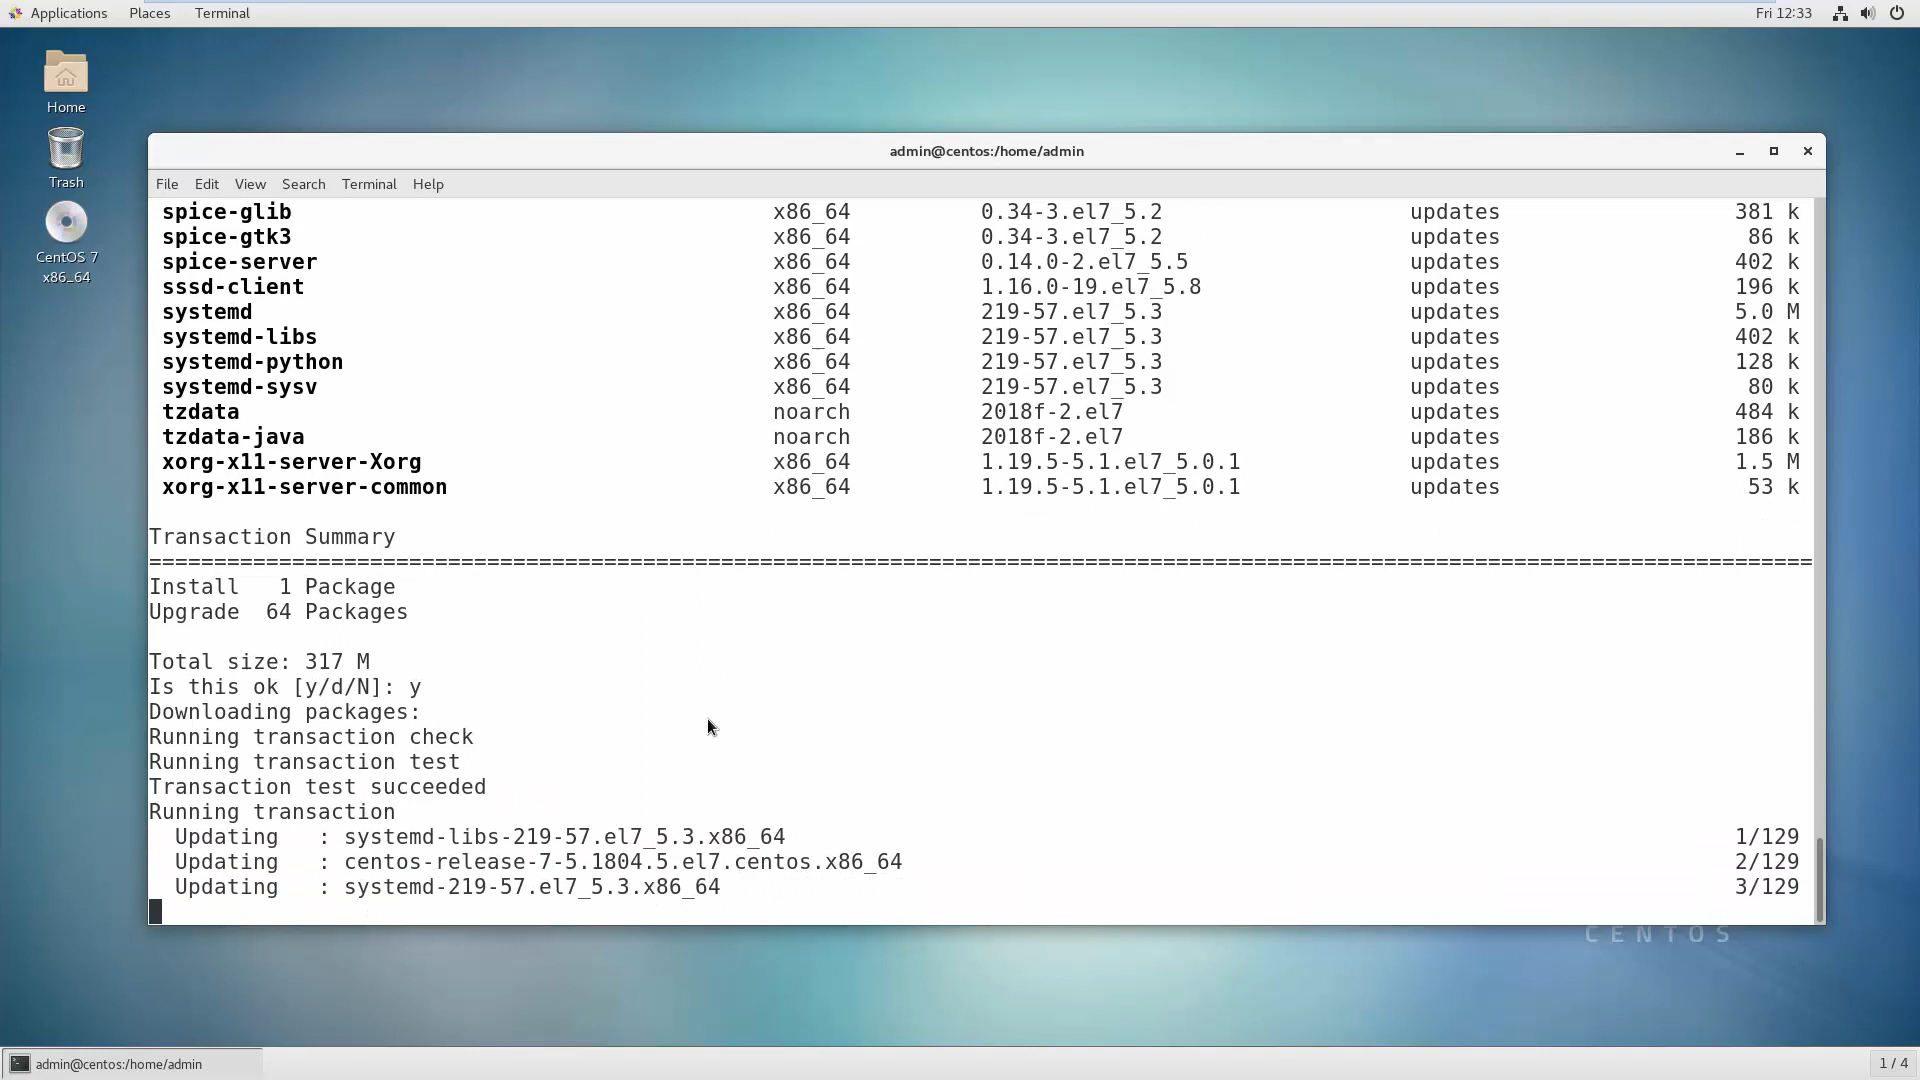 Applications Places Terminal Fri 12:33
Home
Trash
CentOS 7
x86_64
admin@centos:/home/admin
File Edit View Search Terminal Help
spice-glib x86_64 0.34-3.el7_5.2 updates 381 k
spice-gtk3 x86_64 0.34-3.el7_5.2 updates 86 k
spice-server x86_64 0.14.0-2.el7_5.5 updates 402 k
sssd-client x86_64 1.16.0-19.el7_5.8 updates 196 k
systemd x86_64 219-57.el7_5.3 updates 5.0 M
systemd-libs x86_64 219-57.el7_5.3 updates 402 k
systemd-python x86_64 219-57.el7_5.3 updates 128 k
systemd-sysv x86_64 219-57.el7_5.3 updates 80 k
tzdata noarch 2018f-2.el7 updates 484 k
tzdata-java noarch 2018f-2.el7 updates 186 k
xorg-x11-server-Xorg x86_64 1.19.5-5.1.el7_5.0.1 updates 1.5 M
xorg-x11-server-common x86_64 1.19.5-5.1.el7_5.0.1 updates 53 k
Transaction Summary
================================================================================================================================
Install 1 Package
Upgrade 64 Packages
Total size: 317 M
Is this ok [y/d/N]: y
Downloading packages:
Running transaction check
Running transaction test
Transaction test succeeded
Running transaction
Updating : systemd-libs-219-57.el7_5.3.x86_64 1/129
Updating : centos-release-7-5.1804.5.el7.centos.x86_64 2/129
Updating : systemd-219-57.el7_5.3.x86_64 3/129
CENTOS
admin@centos:/home/admin 1 / 4